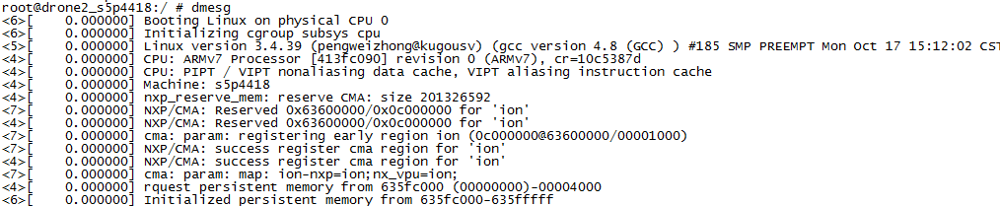 root@drone2_s5p4418:/ # dmesg
<6>[    0.000000] Booting Linux on physical CPU 0
<6>[    0.000000] Initializing cgroup subsys cpu
<5>[    0.000000] Linux version 3.4.39 (pengweizhong@kugousv) (gcc version 4.8 (GCC) ) #185 SMP PREEMPT Mon Oct 17 15:12:02 CST
<4>[    0.000000] CPU: ARMv7 Processor [413fc090] revision 0 (ARMv7), cr=10c5387d
<4>[    0.000000] CPU: PIPT / VIPT nonaliasing data cache, VIPT aliasing instruction cache
<4>[    0.000000] Machine: s5p4418
<4>[    0.000000] nxp_reserve_mem: reserve CMA: size 201326592
<7>[    0.000000] NXP/CMA: Reserved 0x63600000/0x0c000000 for 'ion'
<4>[    0.000000] NXP/CMA: Reserved 0x63600000/0x0c000000 for 'ion'
<7>[    0.000000] cma: param: registering early region ion (0c000000@63600000/00001000)
<7>[    0.000000] NXP/CMA: success register cma region for 'ion'
<4>[    0.000000] NXP/CMA: success register cma region for 'ion'
<7>[    0.000000] cma: param: map: ion-nxp=ion;nx_vpu=ion;
<4>[    0.000000] rquest persistent memory from 635fc000 (00000000)-00004000
<6>[    0.000000] Initialized persistent memory from 635fc000-635fffff